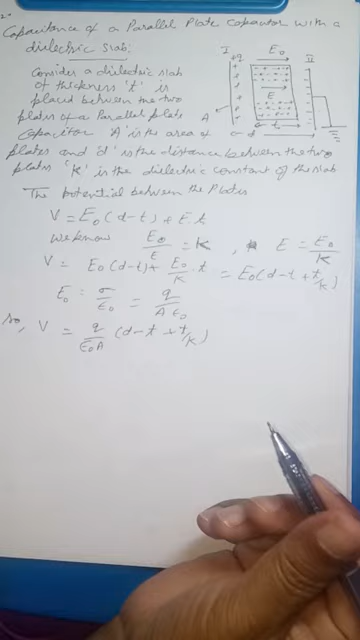 Capacitance of a Parallel Plate Capacitor with a
dielectric slab:
Consider a dielectric slab
of thickness 't' is
placed between the two
plates of a Parallel plate
Capacitor 'A' is the area of
plates and 'd' is the distance between the two
plates 'K' is the dielectric constant of the slab
The potential between the Plates
V = E₀(d-t) + E.t
we know E₀/E = K , E = E₀/K
V = E₀(d-t) + E₀/K . t = E₀(d-t+t/K)
E₀ = σ/ε₀ = q/Aε₀
so, V = q/ε₀A (d-t+t/K)
I
+q
E₀
II
E
A
t
d